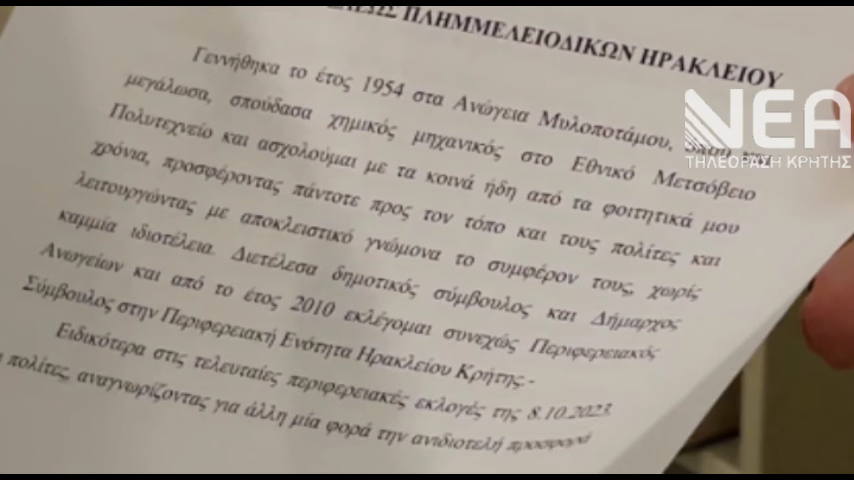 ΠΛΗΜΜΕΛΕΙΟΔΙΚΩΝ ΗΡΑΚΛΕΙΟΥ
Γεννήθηκα το έτος 1954 στα Ανώγεια Μυλοποτάμου, όπου και
μεγάλωσα, σπούδασα χημικός μηχανικός στο Εθνικό Μετσόβειο
Πολυτεχνείο και ασχολούμαι με τα κοινά ήδη από τα φοιτητικά μου
χρόνια, προσφέροντας πάντοτε προς τον τόπο και τους πολίτες και
λειτουργώντας με αποκλειστικό γνώμονα το συμφέρον τους, χωρίς
καμμία ιδιοτέλεια. Διετέλεσα δημοτικός σύμβουλος και Δήμαρχος
Ανωγείων και από το έτος 2010 εκλέγομαι συνεχώς Περιφερειακός
Σύμβουλος στην Περιφερειακή Ενότητα Ηρακλείου Κρήτης.-
Ειδικότερα στις τελευταίες περιφερειακές εκλογές της 8.10.2023
πολίτες, αναγνωρίζοντας για άλλη μία φορά την ανιδιοτελή προσφορά
ΝΕΑ
ΤΗΛΕΟΡΑΣΗ ΚΡΗΤΗΣ